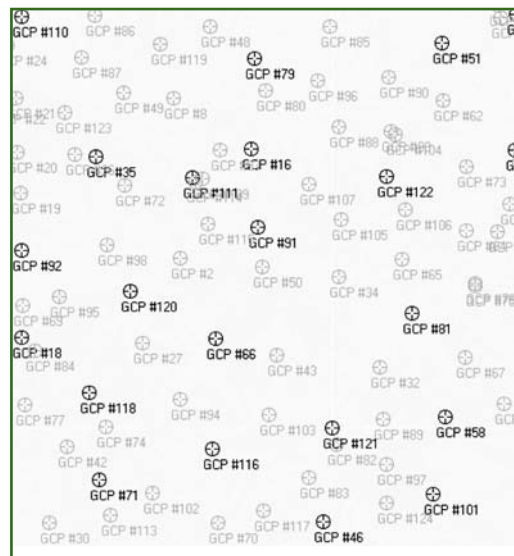 GCP #110
GCP #86
GCP #48
GCP #85
GCP #51
GCP #119
GCP #24
GCP #87
GCP #79
GCP #96
GCP #90
GCP #49
GCP #8
GCP #80
GCP #62
GCP #21
GCP #22
GCP #123
GCP #88
GCP #104
GCP #20
GCP #35
GCP #16
GCP #73
GCP #111
GCP #122
GCP #19
GCP #72
GCP #107
GCP #106
GCP #91
GCP #105
GCP #92
GCP #98
GCP #2
GCP #50
GCP #34
GCP #65
GCP #120
GCP #95
GCP #69
GCP #81
GCP #18
GCP #66
GCP #84
GCP #27
GCP #43
GCP #32
GCP #67
GCP #118
GCP #77
GCP #94
GCP #103
GCP #89
GCP #58
GCP #74
GCP #121
GCP #42
GCP #116
GCP #82
GCP #97
GCP #71
GCP #83
GCP #102
GCP #101
GCP #124
GCP #30
GCP #113
GCP #70
GCP #117
GCP #46